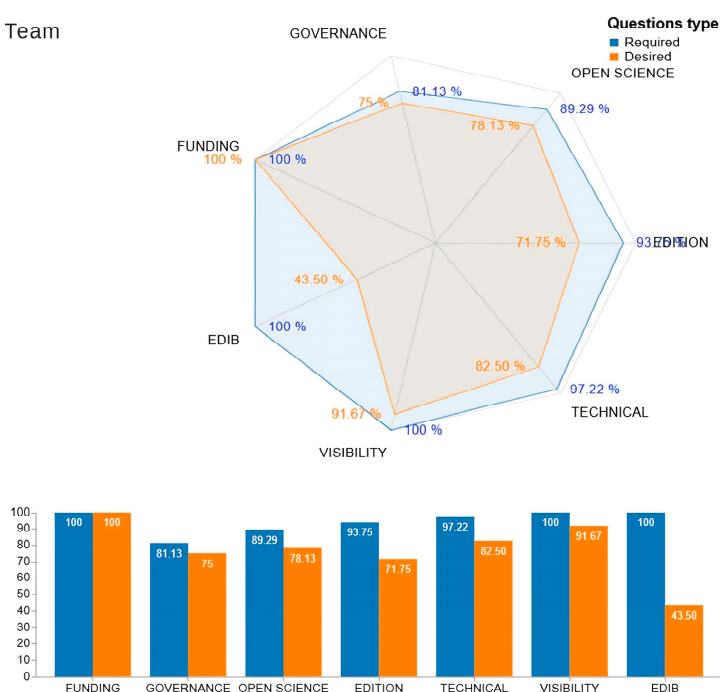 Team
Questions type
Required
Desired
GOVERNANCE
OPEN SCIENCE
81.13 %
75 %
89.29 %
78.13 %
FUNDING
100 %
100 %
71.75 %
93.75 %
EDITION
43.50 %
100 %
EDIB
82.50 %
97.22 %
91.67 %
TECHNICAL
100 %
VISIBILITY
100
90
80
70
60
50
40
30
20
10
0
100 100
81.13 75
89.29 78.13
93.75 71.75
97.22 82.50
100 91.67
100 43.50
FUNDING GOVERNANCE OPEN SCIENCE EDITION TECHNICAL VISIBILITY EDIB